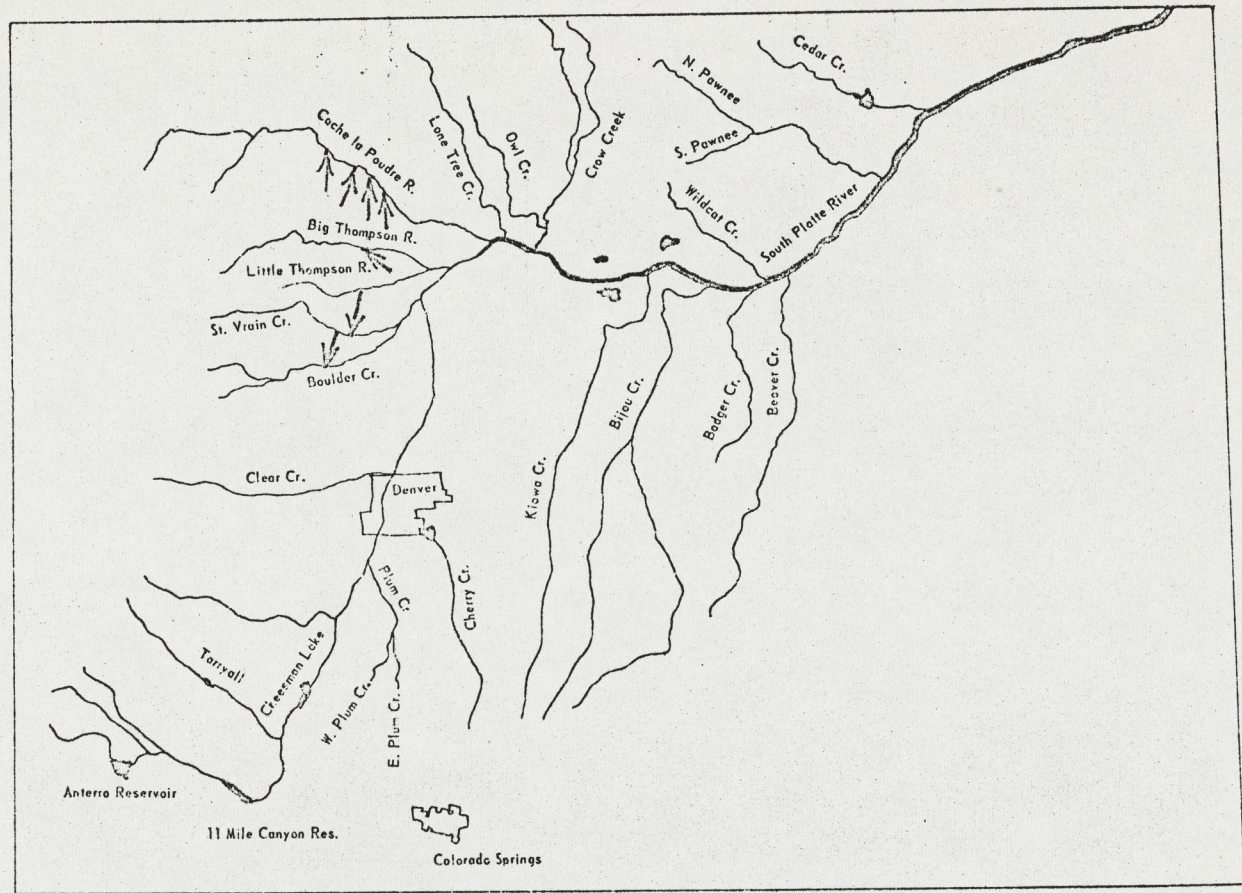 Cedar Cr.
N. Pawnee
S. Pawnee
Cache la Poudre R.
Lone Tree Cr.
Owl Cr.
Crow Creek
Wildcat Cr.
South Platte River
Big Thompson R.
Little Thompson R.
St. Vrain Cr.
Boulder Cr.
Bijou Cr.
Badger Cr.
Beaver Cr.
Clear Cr.
Denver
Kiowa Cr.
Plum Cr
Cherry Cr.
Tarryall
Cheesman Lake
W. Plum Cr.
E. Plum Cr.
Anterro Reservoir
11 Mile Canyon Res.
Colorado Springs